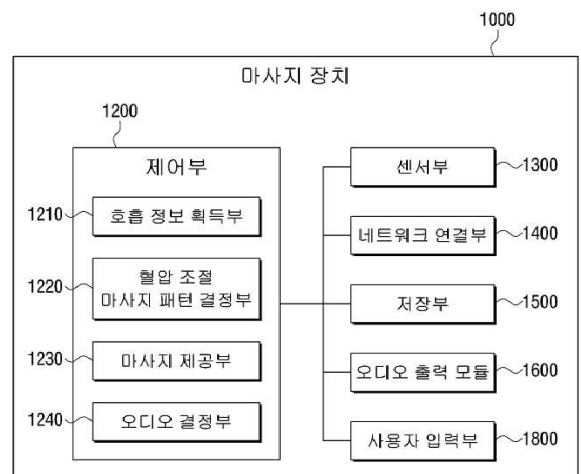 1000
마사지 장치
1200
제어부
1210
호흡 정보 획득부
1220
혈압 조절
마사지 패턴 결정부
1230
마사지 제공부
1240
오디오 결정부
센서부
1300
네트워크 연결부
1400
저장부
1500
오디오 출력 모듈
1600
사용자 입력부
1800